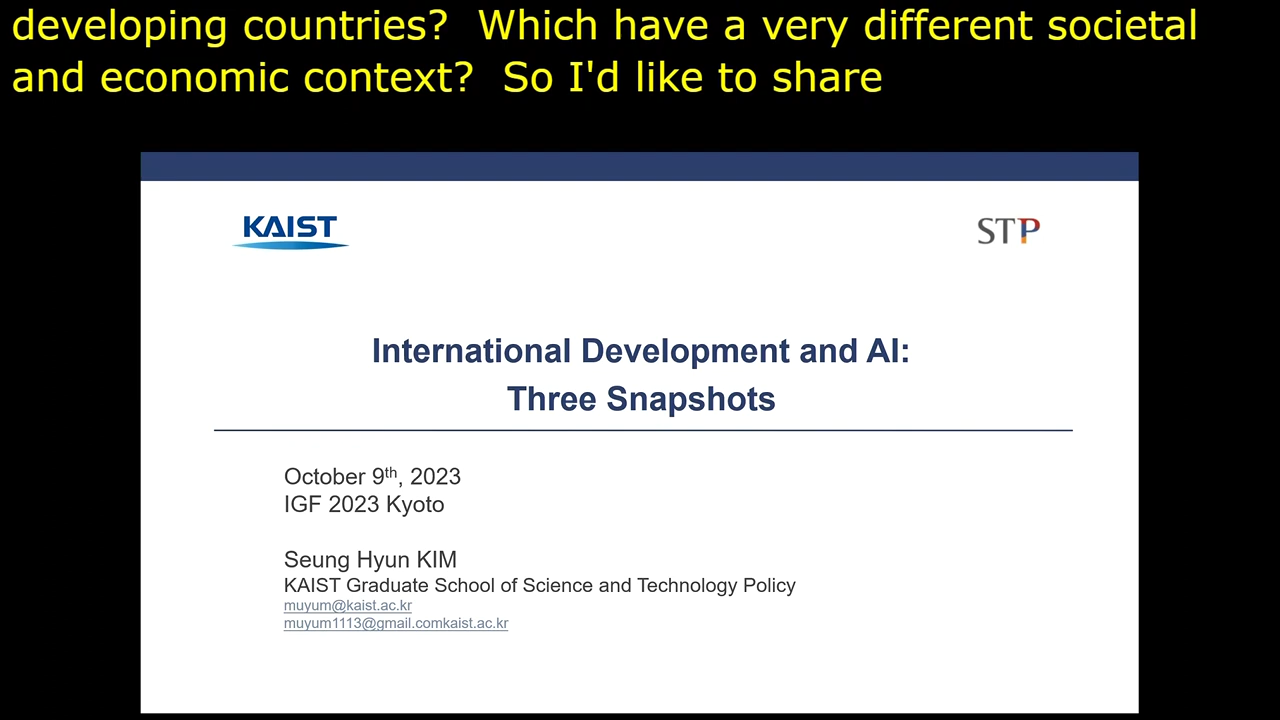 developing countries?  Which have a very different societal
and economic context?  So I'd like to share
KAIST
STP
International Development and AI:
Three Snapshots
October 9th, 2023
IGF 2023 Kyoto
Seung Hyun KIM
KAIST Graduate School of Science and Technology Policy
muyum@kaist.ac.kr
muyum1113@gmail.comkaist.ac.kr